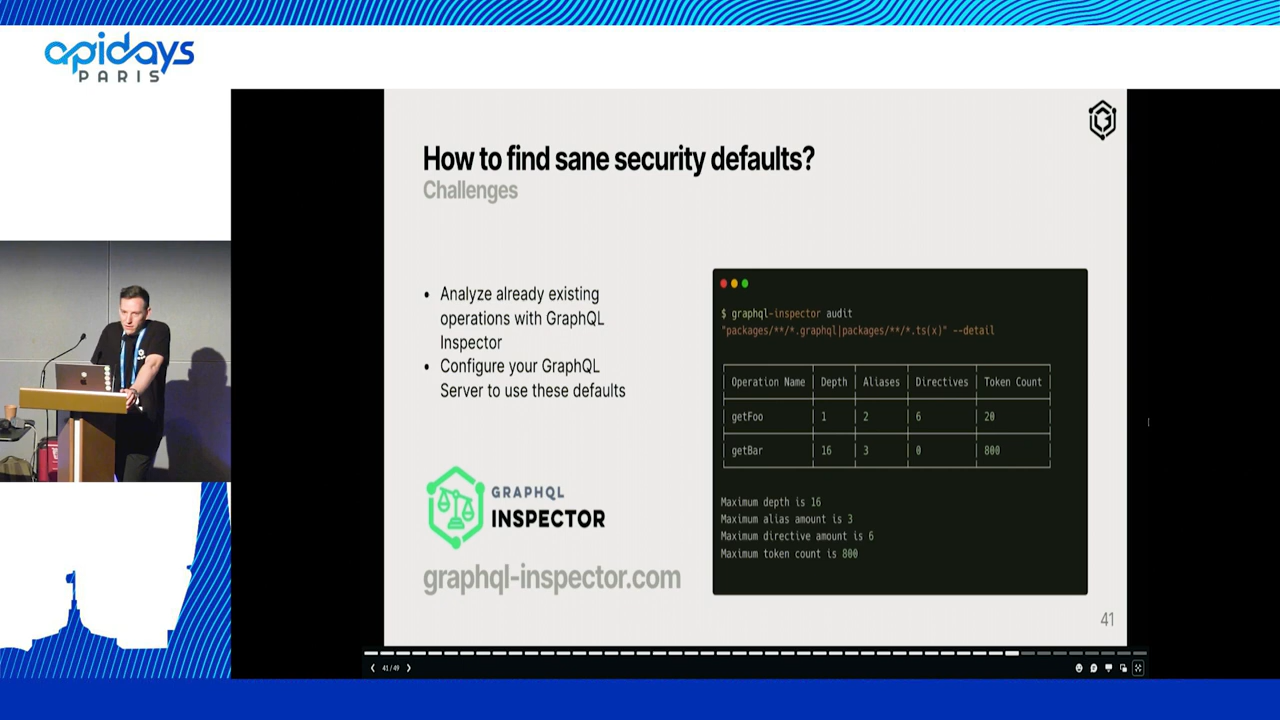 apidays
PARIS
How to find sane security defaults?
Challenges
• Analyze already existing
operations with GraphQL
Inspector
• Configure your GraphQL
Server to use these defaults
GRAPHQL
INSPECTOR
graphql-inspector.com
$ graphql-inspector audit
"packages/**/*.graphql|packages/**/*.ts(x)" --detail
Operation Name | Depth | Aliases | Directives | Token Count
getFoo | 1 | 2 | 6 | 20
getBar | 16 | 3 | 0 | 800
Maximum depth is 16
Maximum alias amount is 3
Maximum directive amount is 6
Maximum token count is 800
41
41/49